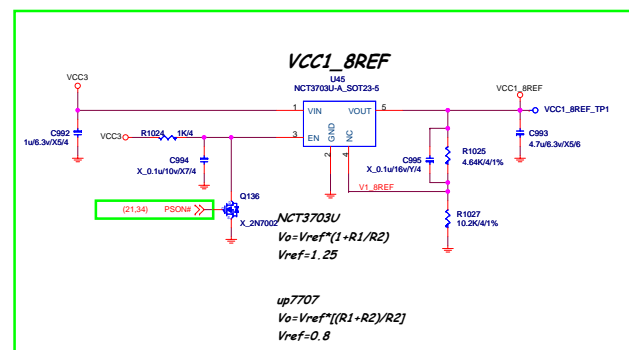 VCC1_8REF
U45
NCT3703U-A_SOT23-5
VCC3
VCC1_8REF
1
VIN
VOUT
5
VCC1_8REF_TP1
C992
1u/6.3v/X5/4
VCC3
R1024
1K/4
3
EN
GND
NC
2
4
C994
X_0.1u/10v/X7/4
C995
X_0.1u/16v/Y/4
R1025
4.64K/4/1%
C993
4.7u/6.3v/X5/6
V1_8REF
Q136
(21,34) PSON#
X_2N7002
R1027
10.2K/4/1%
NCT3703U
Vo=Vref*(1+R1/R2)
Vref=1.25
up7707
Vo=Vref*[(R1+R2)/R2]
Vref=0.8